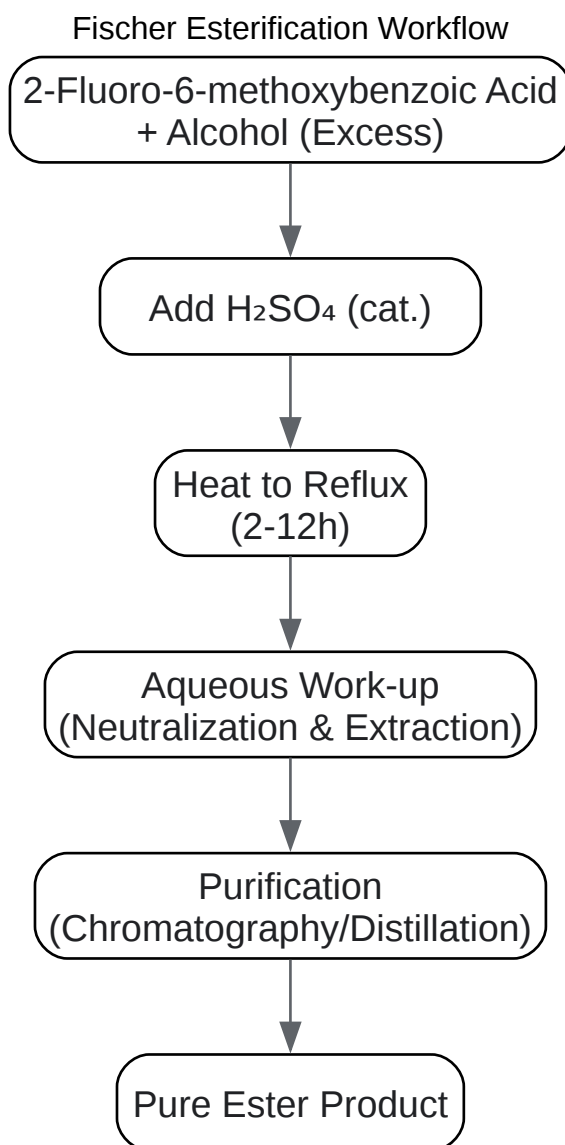 Fischer Esterification Workflow
2-Fluoro-6-methoxybenzoic Acid
+ Alcohol (Excess)
Add H₂SO₄ (cat.)
Heat to Reflux
(2-12h)
Aqueous Work-up
(Neutralization & Extraction)
Purification
(Chromatography/Distillation)
Pure Ester Product